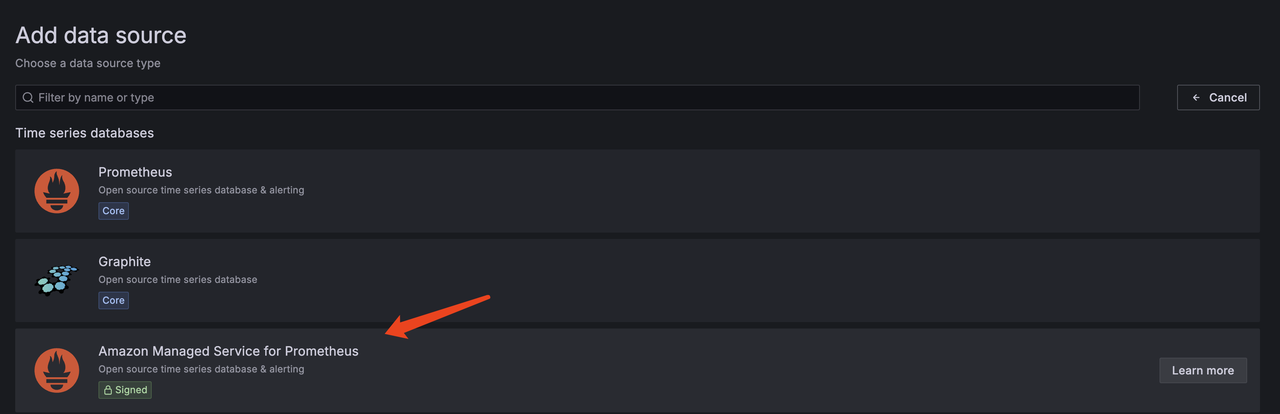 Add data source
Choose a data source type
Filter by name or type
Cancel
Time series databases
Prometheus
Open source time series database & alerting
Core
Graphite
Open source time series database
Core
Amazon Managed Service for Prometheus
Open source time series database & alerting
Signed
Learn more